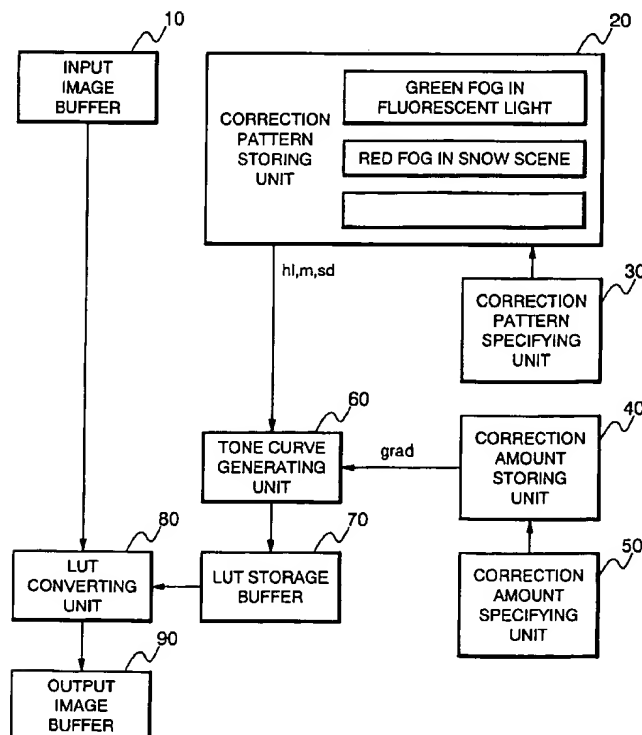 10
INPUT
IMAGE
BUFFER
20
CORRECTION
PATTERN
STORING
UNIT
GREEN FOG IN
FLUORESCENT LIGHT
RED FOG IN SNOW SCENE
hl,m,sd
30
CORRECTION
PATTERN
SPECIFYING
UNIT
60
TONE CURVE
GENERATING
UNIT
grad
40
CORRECTION
AMOUNT
STORING
UNIT
80
LUT
CONVERTING
UNIT
70
LUT STORAGE
BUFFER
50
CORRECTION
AMOUNT
SPECIFYING
UNIT
90
OUTPUT
IMAGE
BUFFER